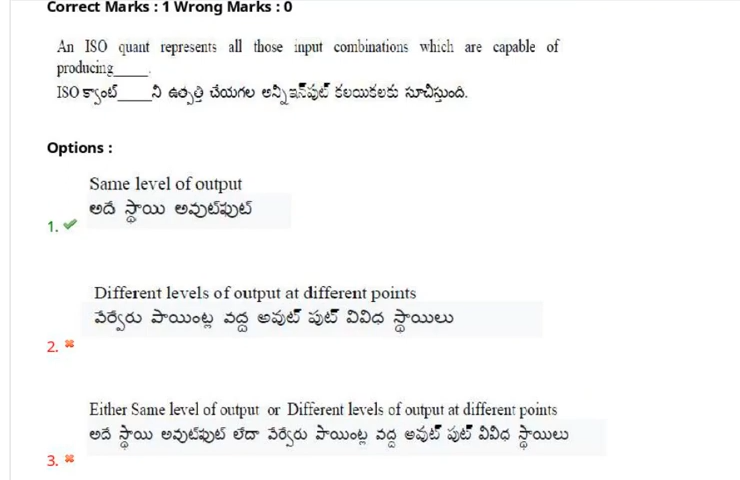 Correct Marks : 1 Wrong Marks : 0
An ISO quant represents all those input combinations which are capable of
producing_____.
ISO క్వాంట్_____ని ఉత్పత్తి చేయగల అన్ని ఇన్‌పుట్ కలయికలకు సూచిస్తుంది.
Options :
Same level of output
అదే స్థాయి అవుట్‌ఫుట్
1. ✔
Different levels of output at different points
వేర్వేరు పాయింట్ల వద్ద అవుట్ పుట్ వివిధ స్థాయిలు
2. ✖
Either Same level of output or Different levels of output at different points
అదే స్థాయి అవుట్‌ఫుట్ లేదా వేర్వేరు పాయింట్ల వద్ద అవుట్ పుట్ వివిధ స్థాయిలు
3. ✖